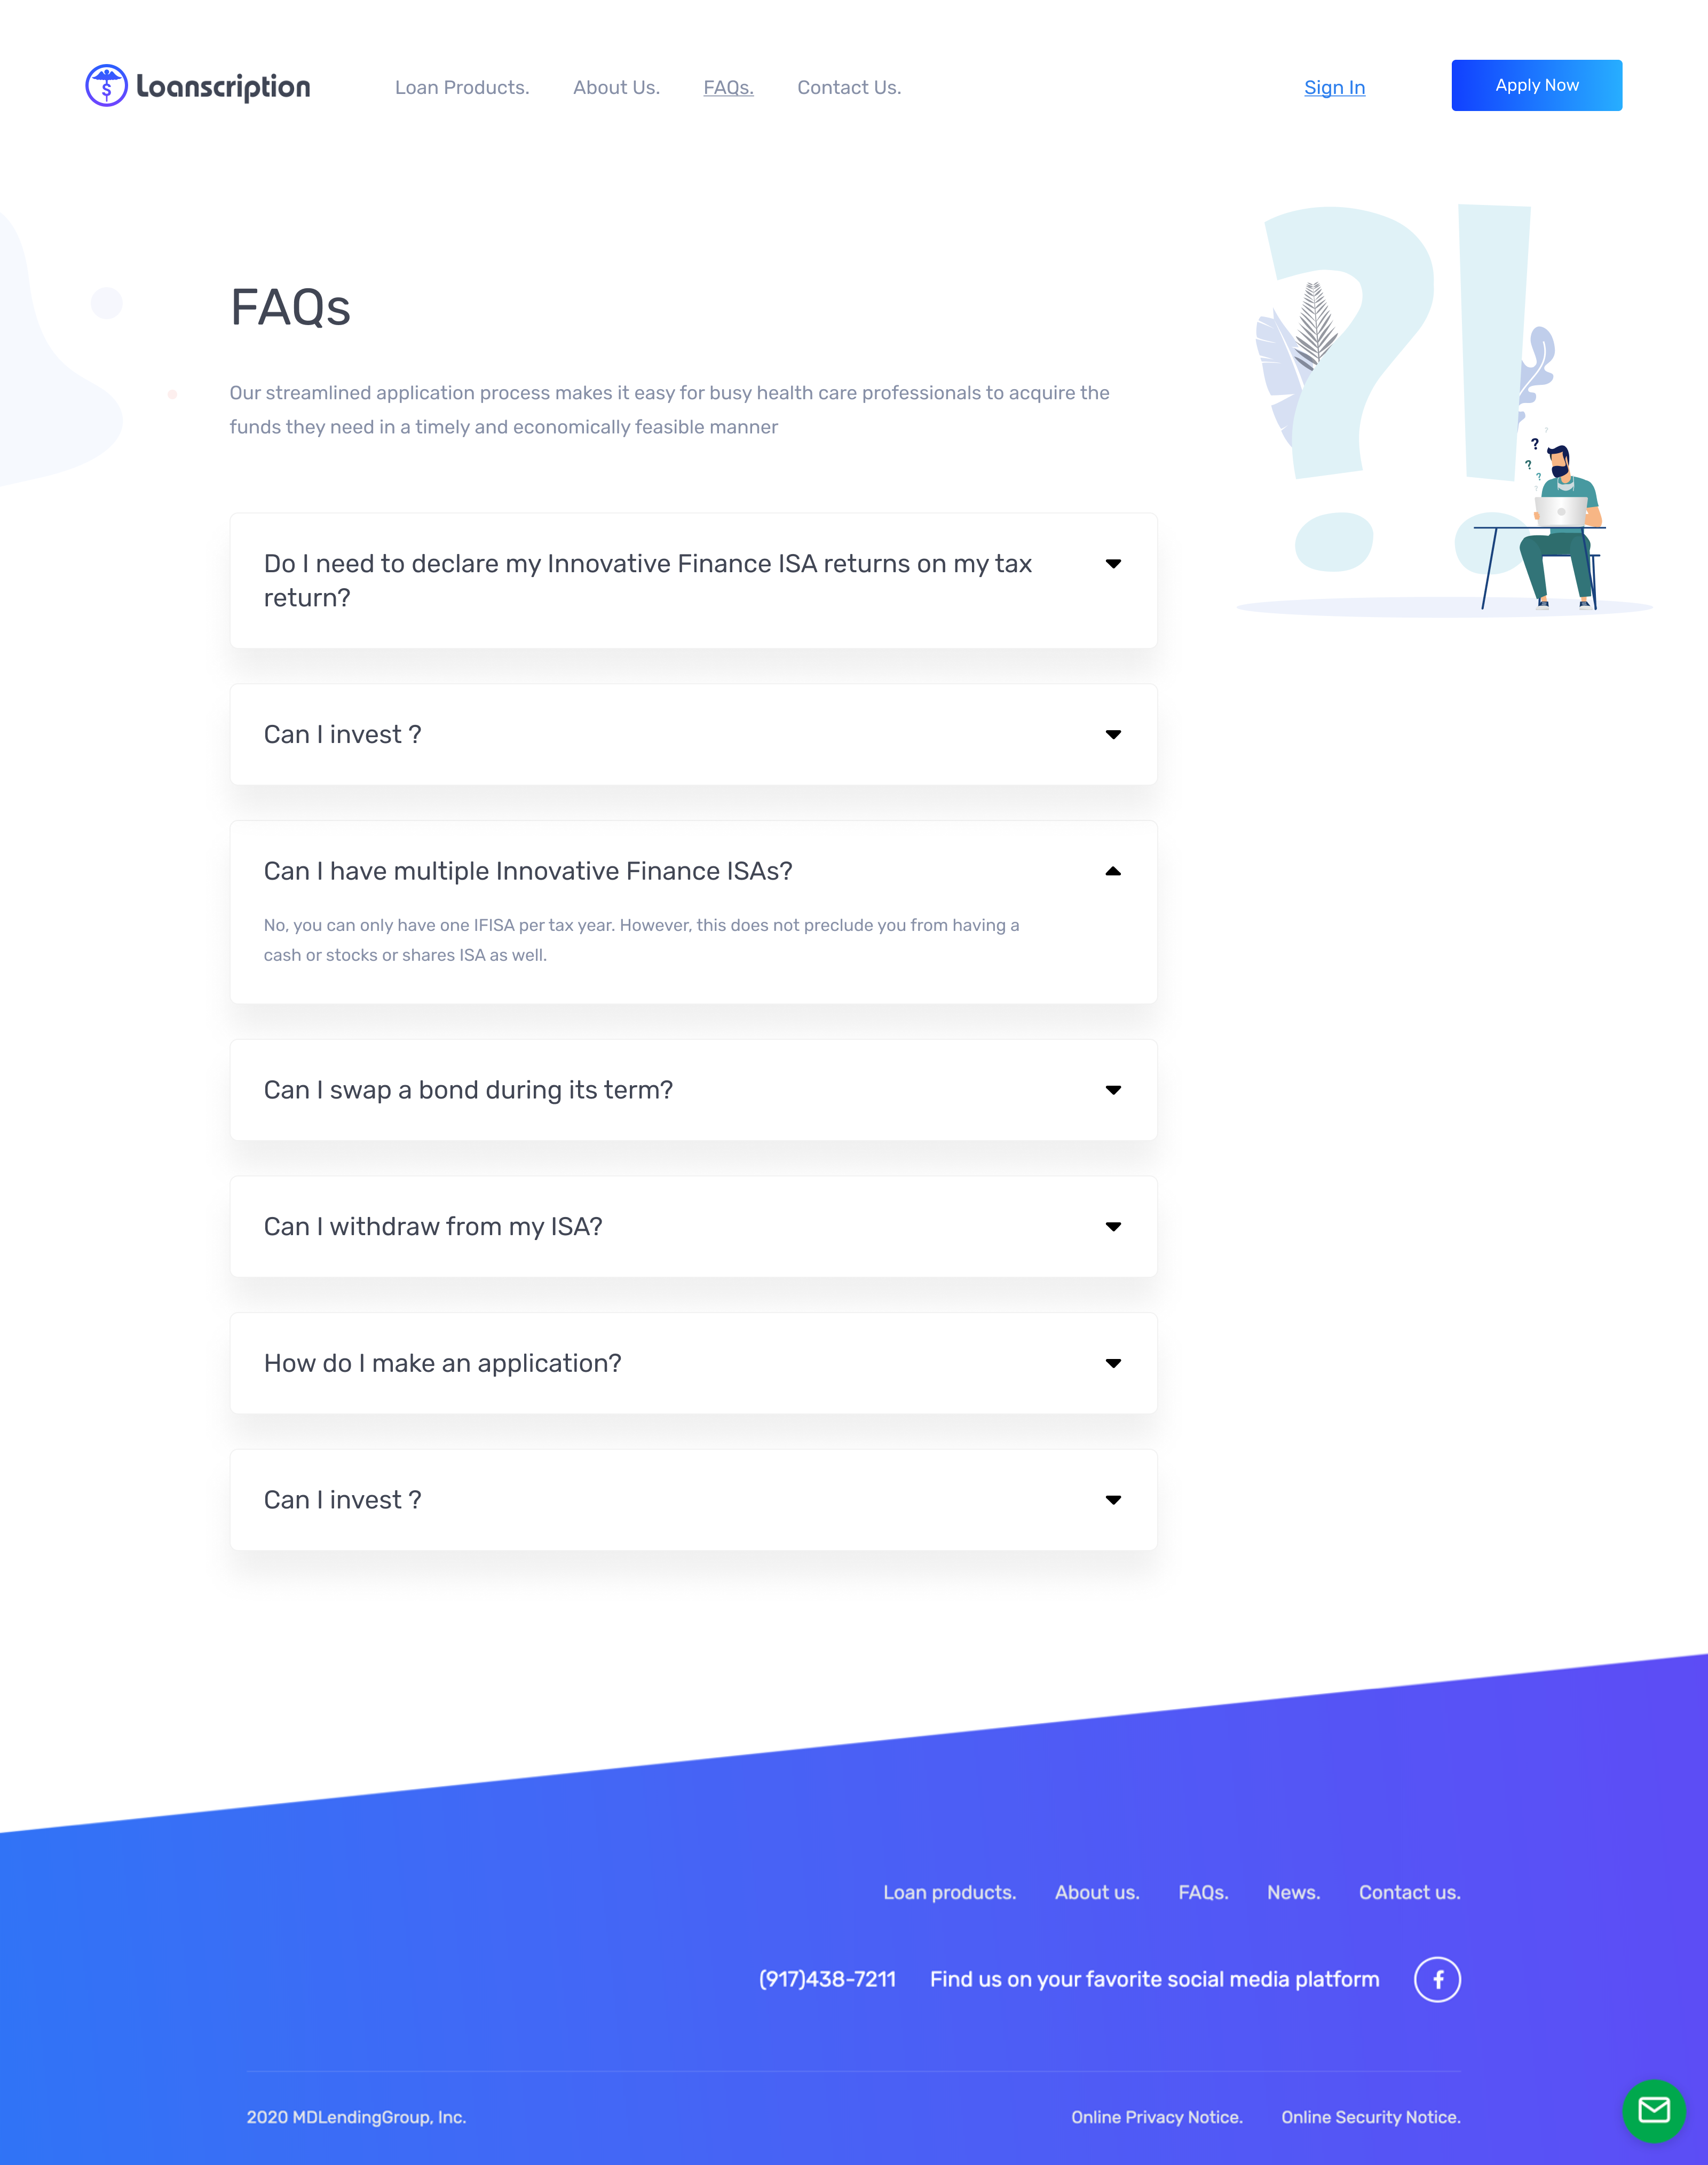 Loanscription
Loan Products.
About Us.
FAQs.
Contact Us.
Sign In
Apply Now
FAQs
Our streamlined application process makes it easy for busy health care professionals to acquire the
funds they need in a timely and economically feasible manner
Do I need to declare my Innovative Finance ISA returns on my tax
return?
Can I invest ?
Can I have multiple Innovative Finance ISAs?
No, you can only have one IFISA per tax year. However, this does not preclude you from having a
cash or stocks or shares ISA as well.
Can I swap a bond during its term?
Can I withdraw from my ISA?
How do I make an application?
Can I invest ?
Loan products.
About us.
FAQs.
News.
Contact us.
(917)438-7211
Find us on your favorite social media platform
2020 MDLendingGroup, Inc.
Online Privacy Notice.
Online Security Notice.